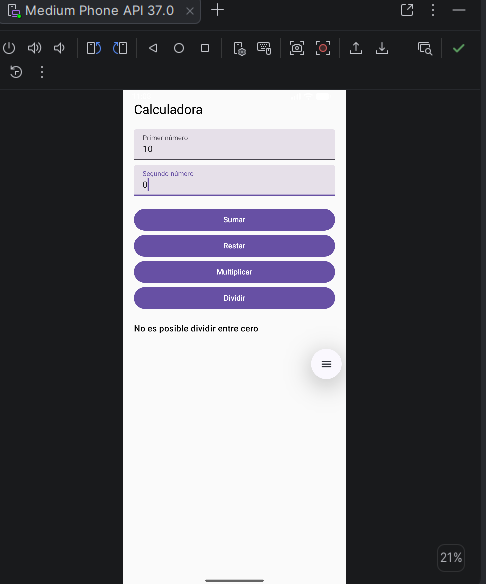 Medium Phone API 37.0
Calculadora
Primer número
10
Segundo número
0
Sumar
Restar
Multiplicar
Dividir
No es posible dividir entre cero
21%